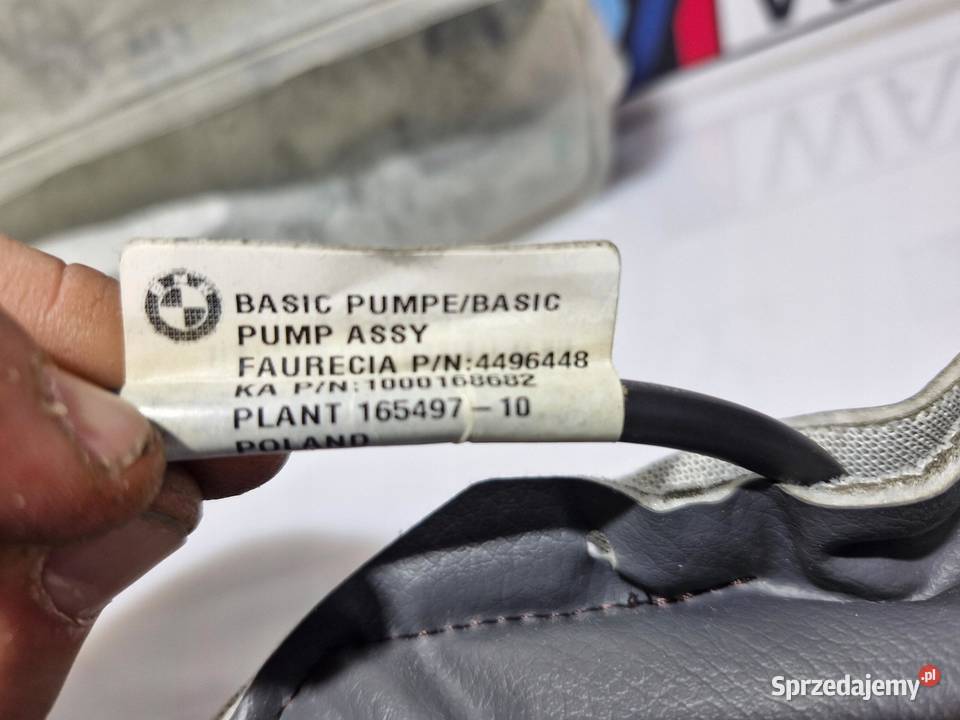 BASIC PUMPE/BASIC
PUMP ASSY
FAURECIA P/N:4496448
KA P/N:1000168682
PLANT 165497-10
POLAND
Sprzedajemy.pl